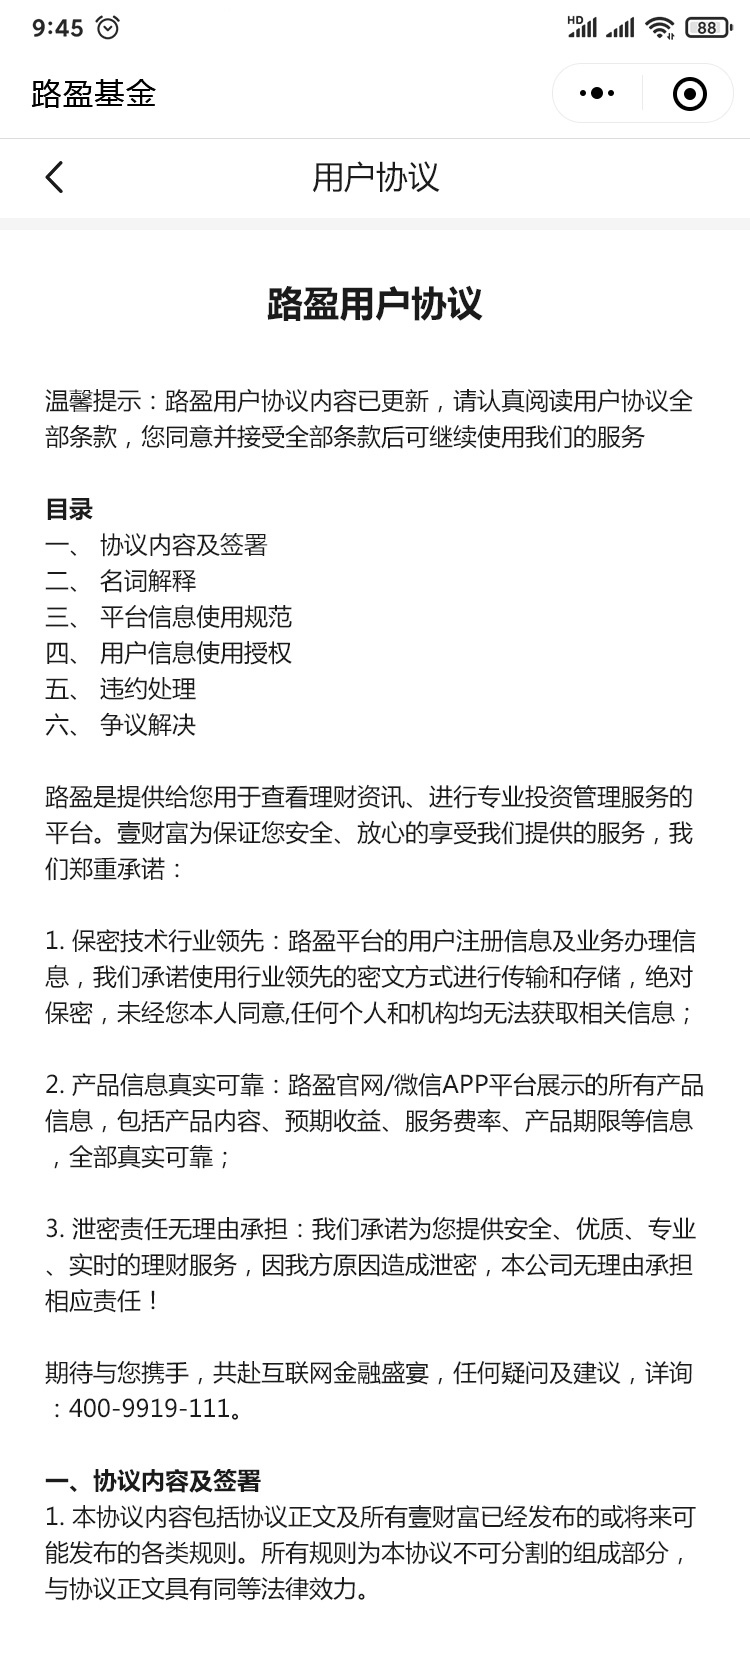 9:45
HD
88
路盈基金
用户协议
路盈用户协议
温馨提示：路盈用户协议内容已更新，请认真阅读用户协议全
部条款，您同意并接受全部条款后可继续使用我们的服务
目录
一、 协议内容及签署
二、 名词解释
三、 平台信息使用规范
四、 用户信息使用授权
五、 违约处理
六、 争议解决
路盈是提供给您用于查看理财资讯、进行专业投资管理服务的
平台。壹财富为保证您安全、放心的享受我们提供的服务，我
们郑重承诺：
1. 保密技术行业领先：路盈平台的用户注册信息及业务办理信
息，我们承诺使用行业领先的密文方式进行传输和存储，绝对
保密，未经您本人同意,任何个人和机构均无法获取相关信息；
2. 产品信息真实可靠：路盈官网/微信APP平台展示的所有产品
信息，包括产品内容、预期收益、服务费率、产品期限等信息
，全部真实可靠；
3. 泄密责任无理由承担：我们承诺为您提供安全、优质、专业
、实时的理财服务，因我方原因造成泄密，本公司无理由承担
相应责任！
期待与您携手，共赴互联网金融盛宴，任何疑问及建议，详询
：400-9919-111。
一、协议内容及签署
1. 本协议内容包括协议正文及所有壹财富已经发布的或将来可
能发布的各类规则。所有规则为本协议不可分割的组成部分，
与协议正文具有同等法律效力。